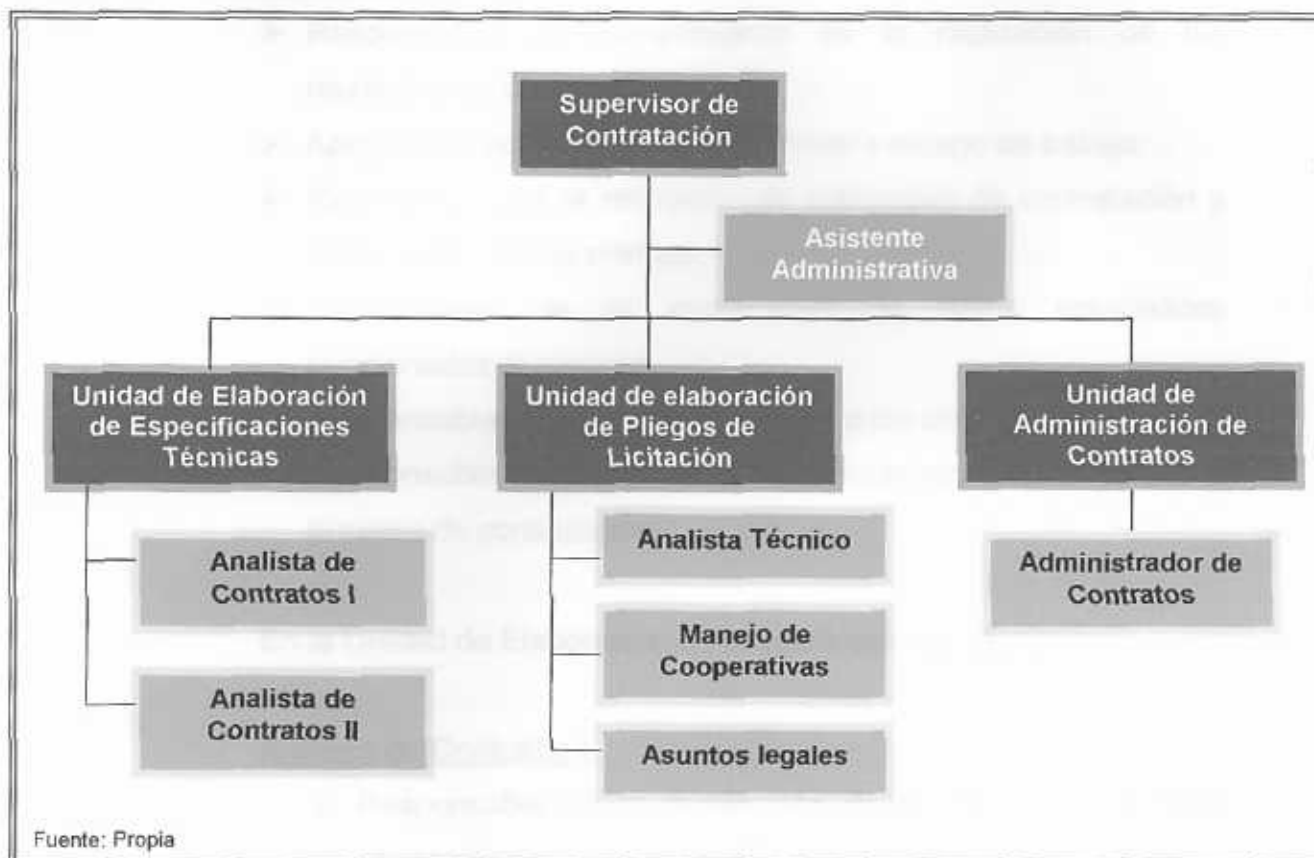 Supervisor de
Contratación
Asistente
Administrativa
Unidad de Elaboración
de Especificaciones
Técnicas
Unidad de elaboración
de Pliegos de
Licitación
Unidad de
Administración de
Contratos
Analista de
Contratos I
Analista de
Contratos II
Analista Técnico
Manejo de
Cooperativas
Asuntos legales
Administrador de
Contratos
Fuente: Propia